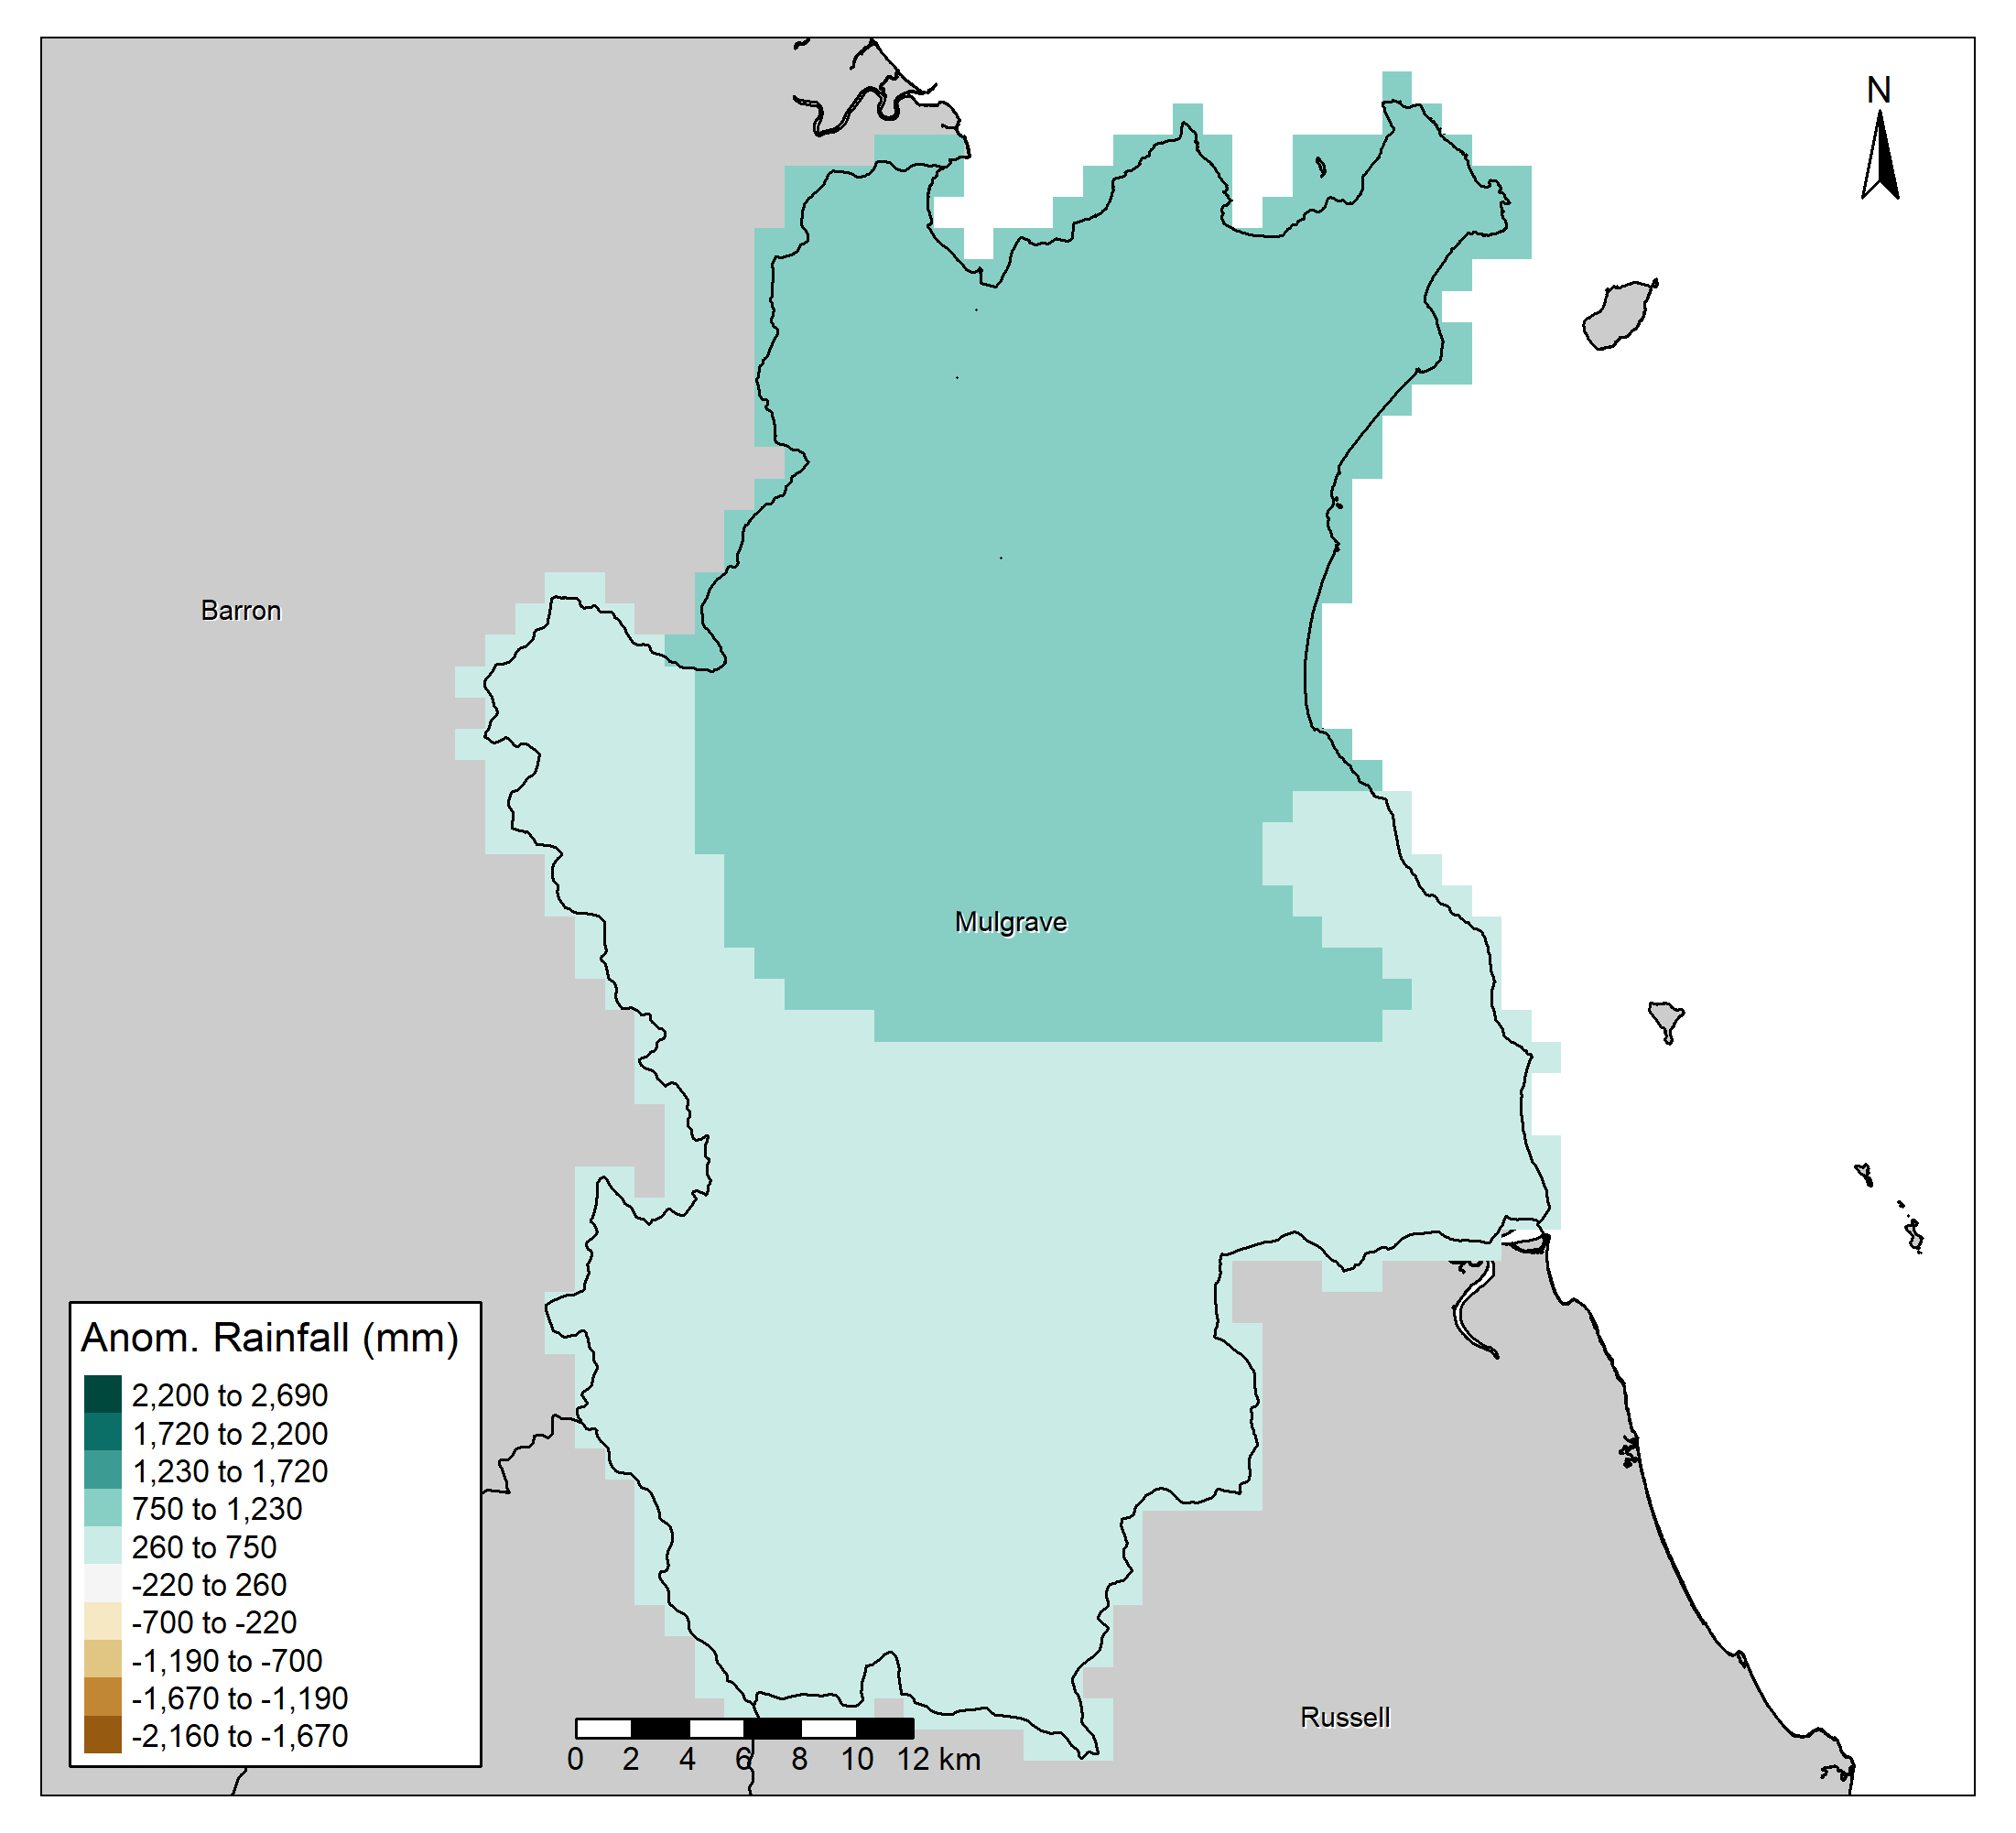 N
Barron
Mulgrave
Anom. Rainfall (mm)
2,200 to 2,690
1,720 to 2,200
1,230 to 1,720
750 to 1,230
260 to 750
-220 to 260
-700 to -220
-1,190 to -700
-1,670 to -1,190
-2,160 to -1,670
Russell
0 2 4 6 8 10 12 km